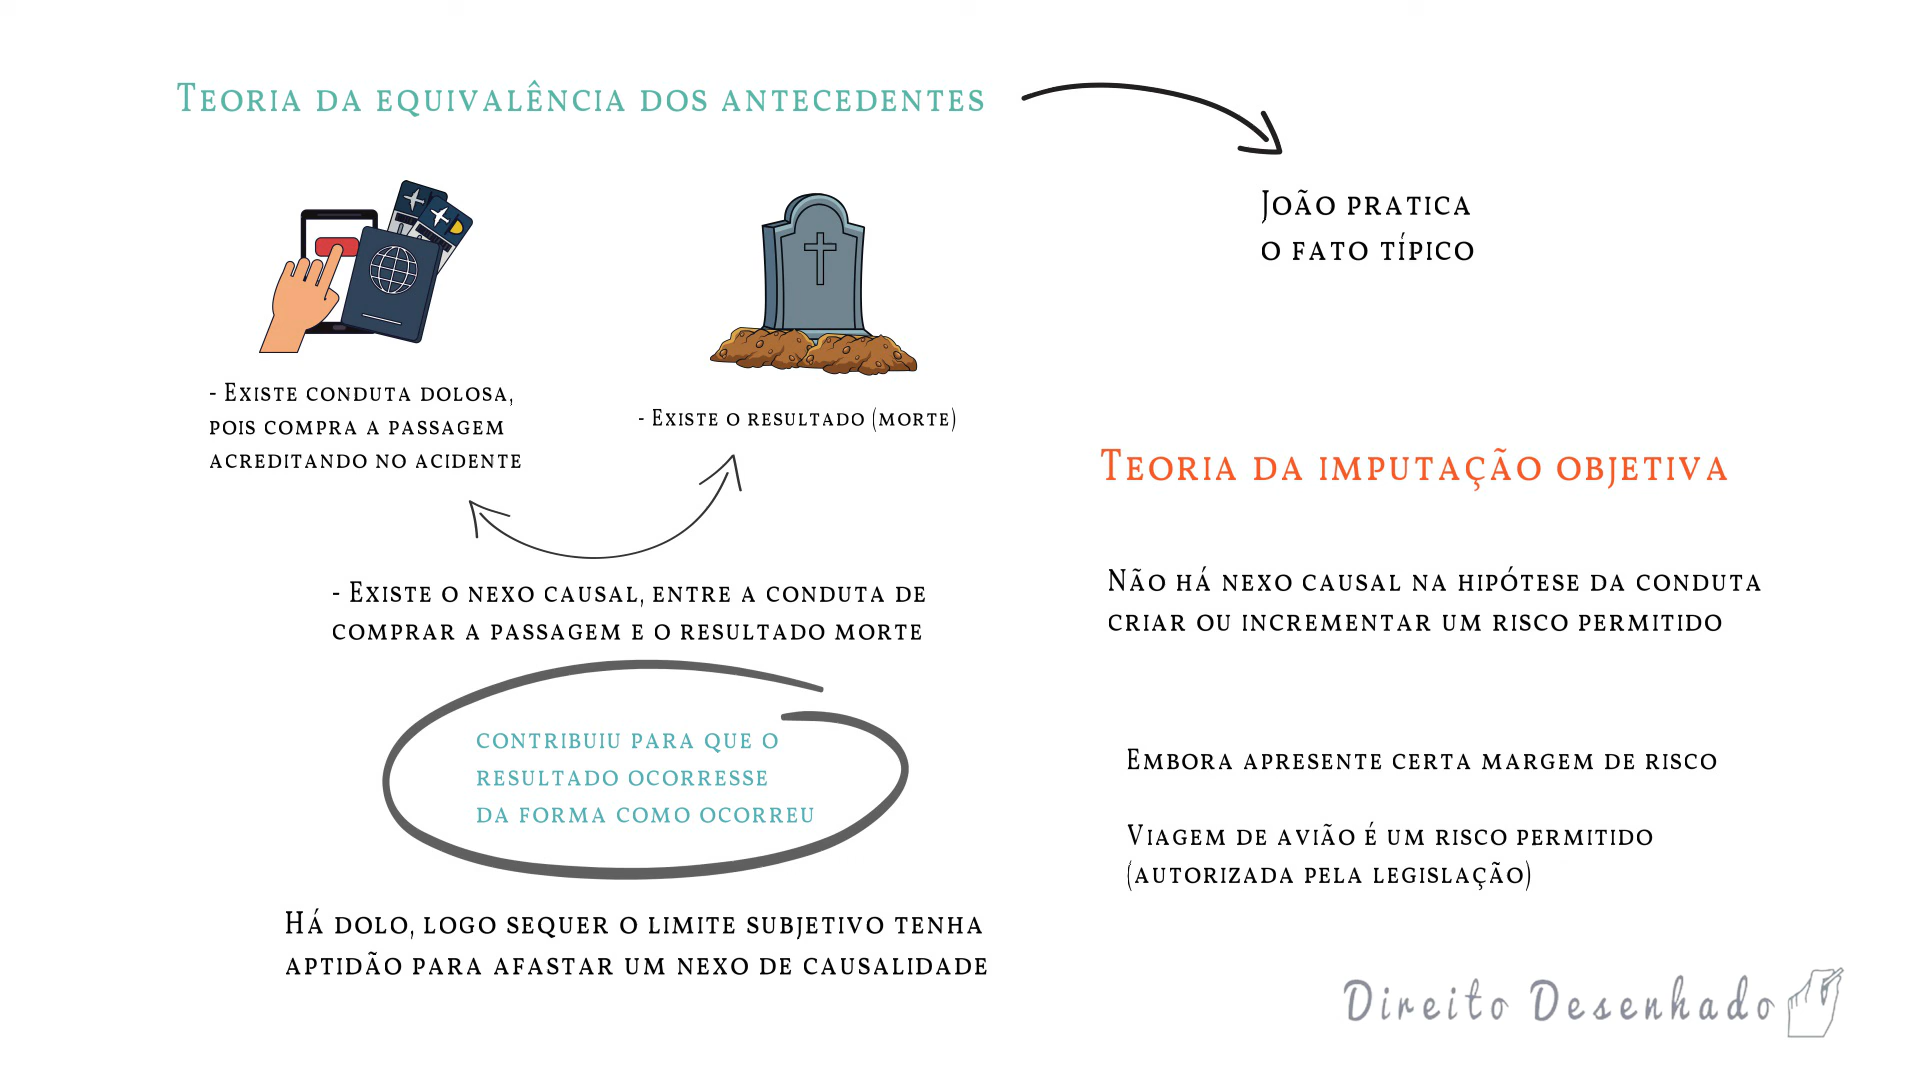 Teoria da equivalência dos antecedentes
João pratica
o fato típico
- Existe conduta dolosa,
pois compra a passagem
acreditando no acidente
- Existe o resultado (morte)
- Existe o nexo causal, entre a conduta de
comprar a passagem e o resultado morte
contribuiu para que o
resultado ocorresse
da forma como ocorreu
Há dolo, logo sequer o limite subjetivo tenha
aptidão para afastar um nexo de causalidade
Teoria da imputação objetiva
Não há nexo causal na hipótese da conduta
criar ou incrementar um risco permitido
Embora apresente certa margem de risco
Viagem de avião é um risco permitido
(autorizada pela legislação)
Direito Desenhado